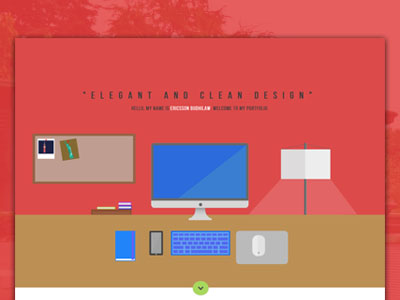 "ELEGANT AND CLEAN DESIGN"
HELLO, MY NAME IS ERICSSON BUDHILAW, WELCOME TO MY PORTFOLIO